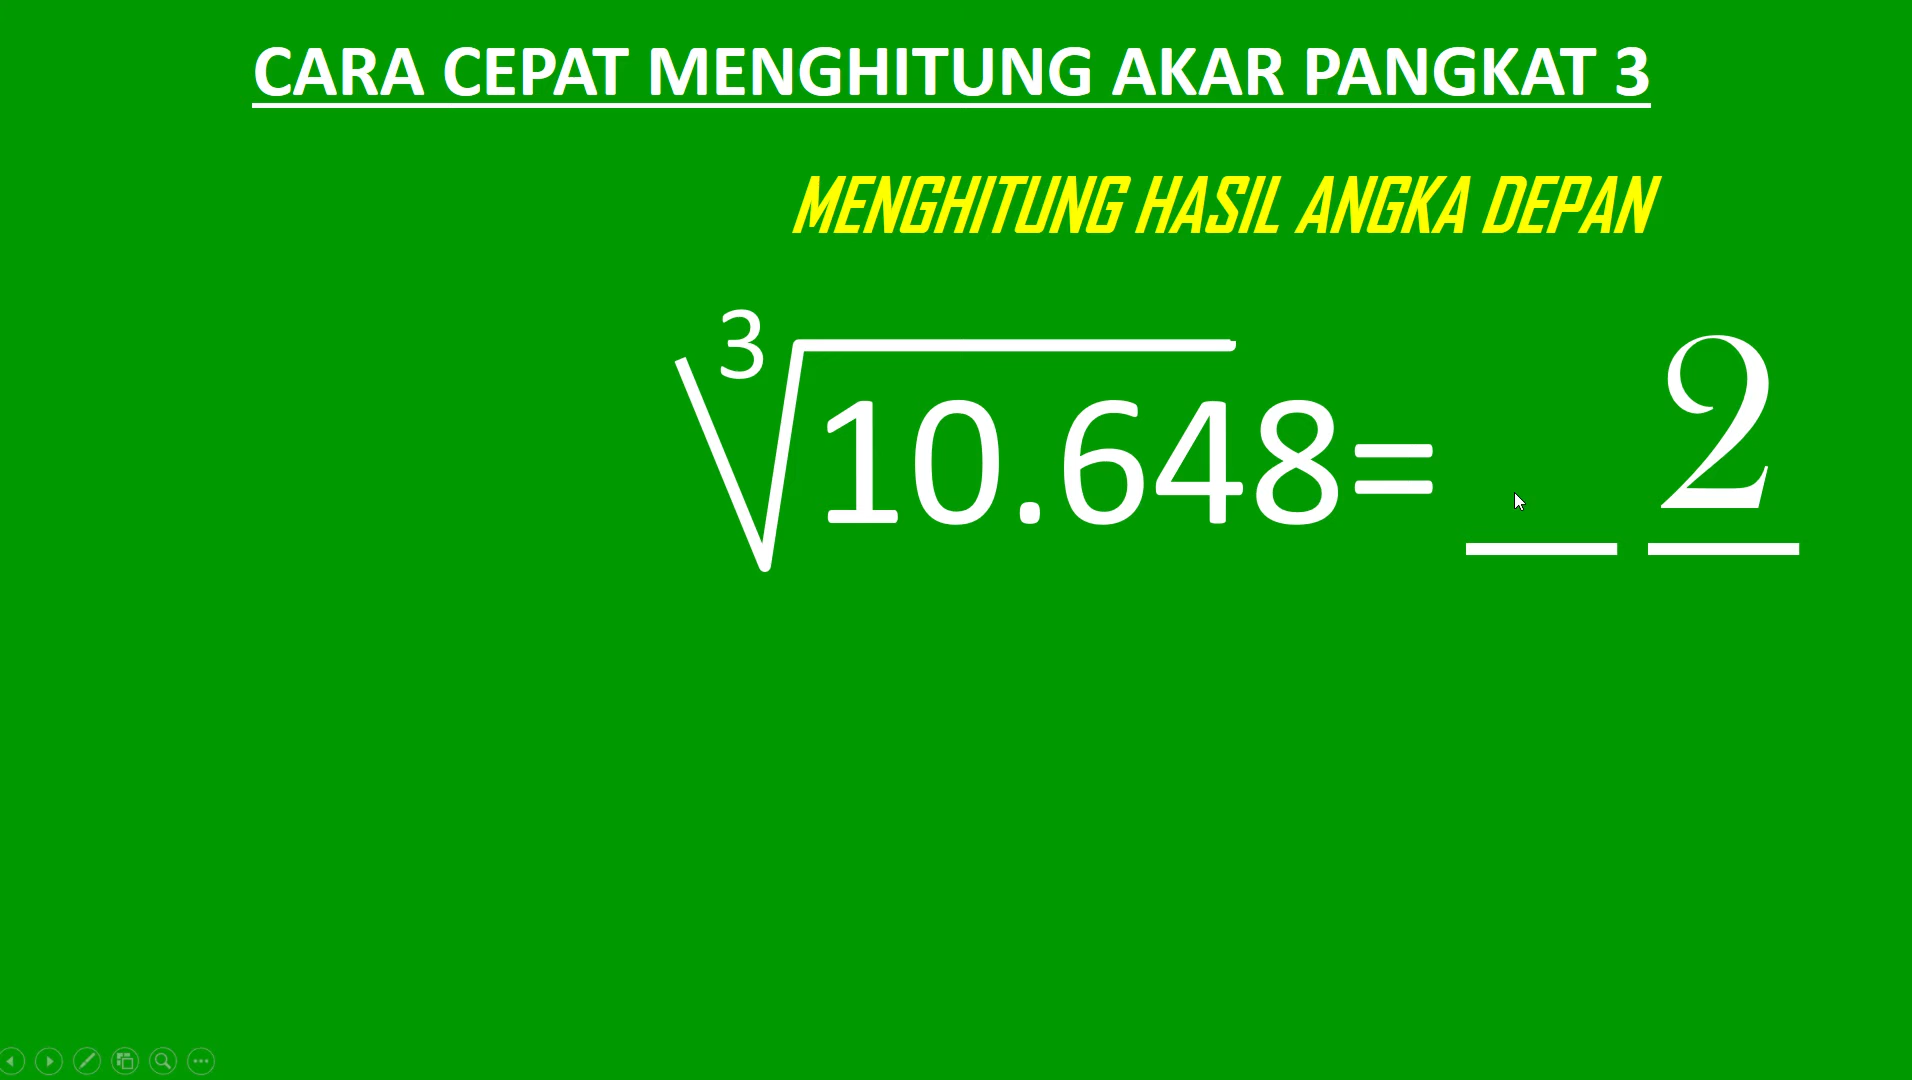 CARA CEPAT MENGHITUNG AKAR PANGKAT 3
MENGHITUNG HASIL ANGKA DEPAN
3
√10.648= _ 2